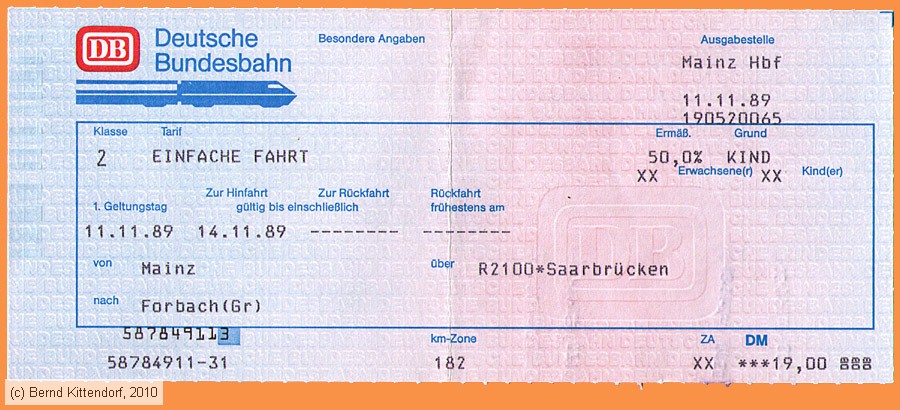 DB Deutsche Bundesbahn
Besondere Angaben
Ausgabestelle
Mainz Hbf
11.11.89
190520065
Klasse Tarif Ermäß. Grund
2 EINFACHE FAHRT 50,0% KIND
XX Erwachsene(r) XX Kind(er)
Zur Hinfahrt Zur Rückfahrt Rückfahrt
1. Geltungstag gültig bis einschließlich frühestens am
11.11.89 14.11.89 -------- --------
von Mainz über R2100*Saarbrücken
nach Forbach(Gr)
587849113
km-Zone ZA DM
58784911-31 182 XX ***19,00
(c) Bernd Kittendorf, 2010